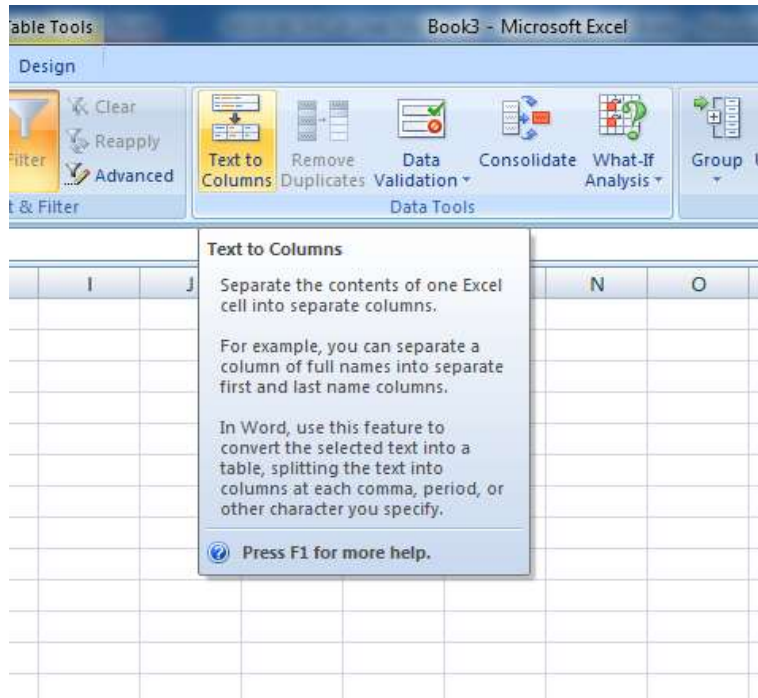 Table Tools
Book3 - Microsoft Excel
Design
Clear
Reapply
Advanced
Filter
Text to
Columns
Remove
Duplicates
Data
Validation
Consolidate
What-If
Analysis
Group
& Filter
Data Tools
I J N O
Text to Columns
Separate the contents of one Excel
cell into separate columns.
For example, you can separate a
column of full names into separate
first and last name columns.
In Word, use this feature to
convert the selected text into a
table, splitting the text into
columns at each comma, period, or
other character you specify.
Press F1 for more help.